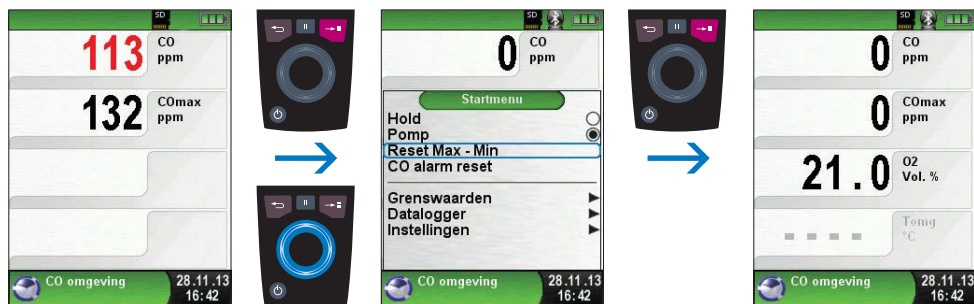 SD
113 CO ppm
132 COmax ppm
CO omgeving 28.11.13 16:42
SD
0 CO ppm
Startmenu
Hold
Pomp
Reset Max - Min
CO alarm reset
Grenswaarden
Datalogger
Instellingen
CO omgeving 28.11.13 16:42
SD
0 CO ppm
0 COmax ppm
21.0 O2 Vol. %
- - - - Tomg °C
CO omgeving 28.11.13 16:42